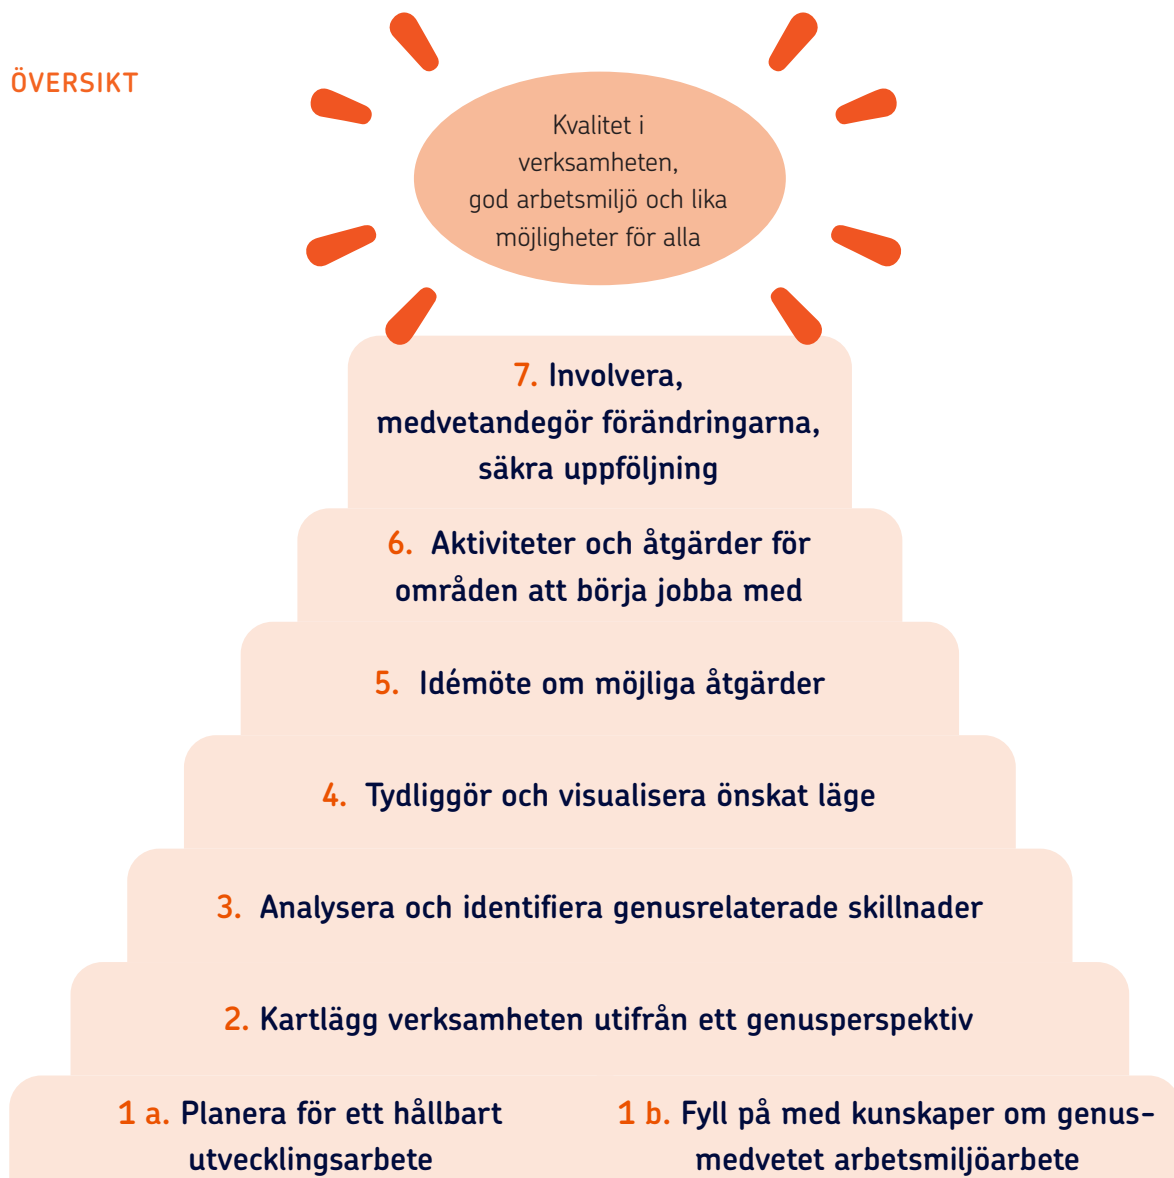 ÖVERSIKT
Kvalitet i
verksamheten,
god arbetsmiljö och lika
möjligheter för alla
7. Involvera,
medvetandegör förändringarna,
säkra uppföljning
6. Aktiviteter och åtgärder för
områden att börja jobba med
5. Idémöte om möjliga åtgärder
4. Tydliggör och visualisera önskat läge
3. Analysera och identifiera genusrelaterade skillnader
2. Kartlägg verksamheten utifrån ett genusperspektiv
1 a. Planera för ett hållbart
utvecklingsarbete
1 b. Fyll på med kunskaper om genus-
medvetet arbetsmiljöarbete